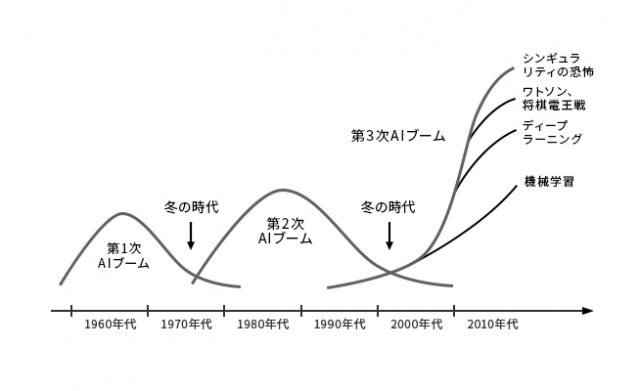 シンギュラ
リティの恐怖
ワトソン、
将棋電王戦
ディープ
ラーニング
第3次AIブーム
機械学習
冬の時代
冬の時代
第2次
AIブーム
第1次
AIブーム
1960年代
1970年代
1980年代
1990年代
2000年代
2010年代